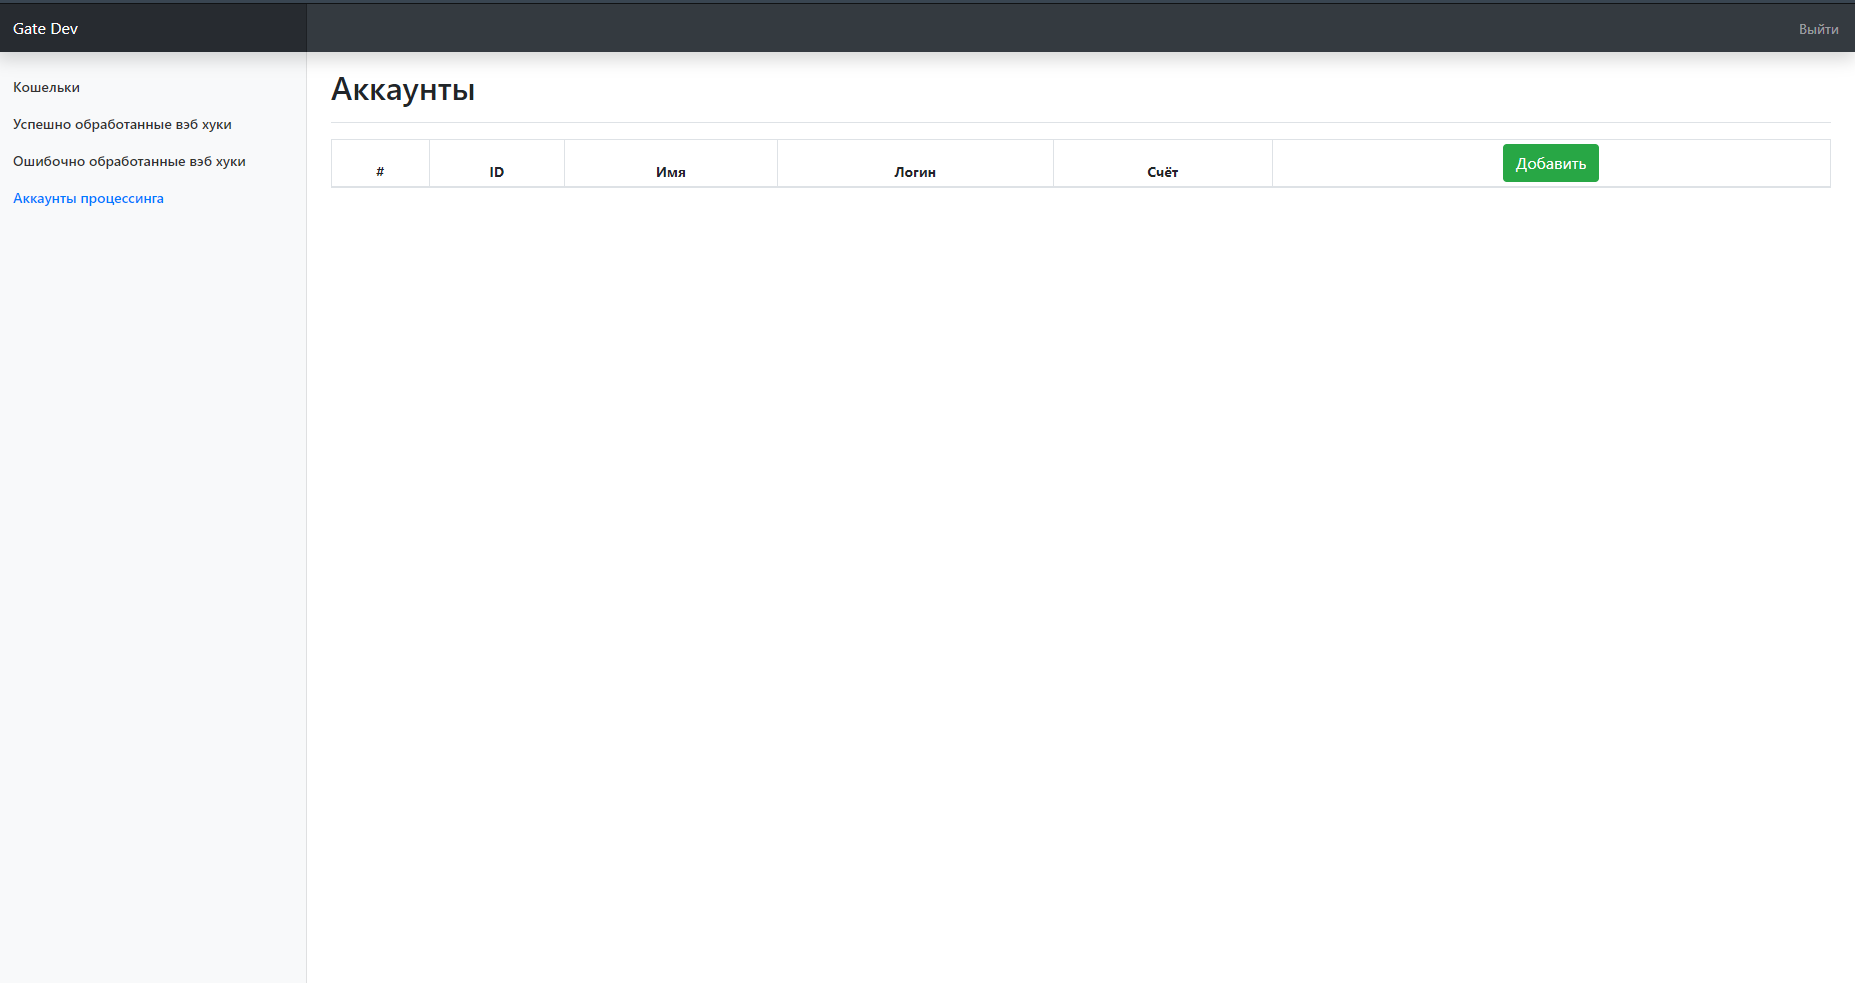 Gate Dev
Выйти
Кошельки
Успешно обработанные вэб хуки
Ошибочно обработанные вэб хуки
Аккаунты процессинга
Аккаунты
# ID Имя Логин Счёт Добавить